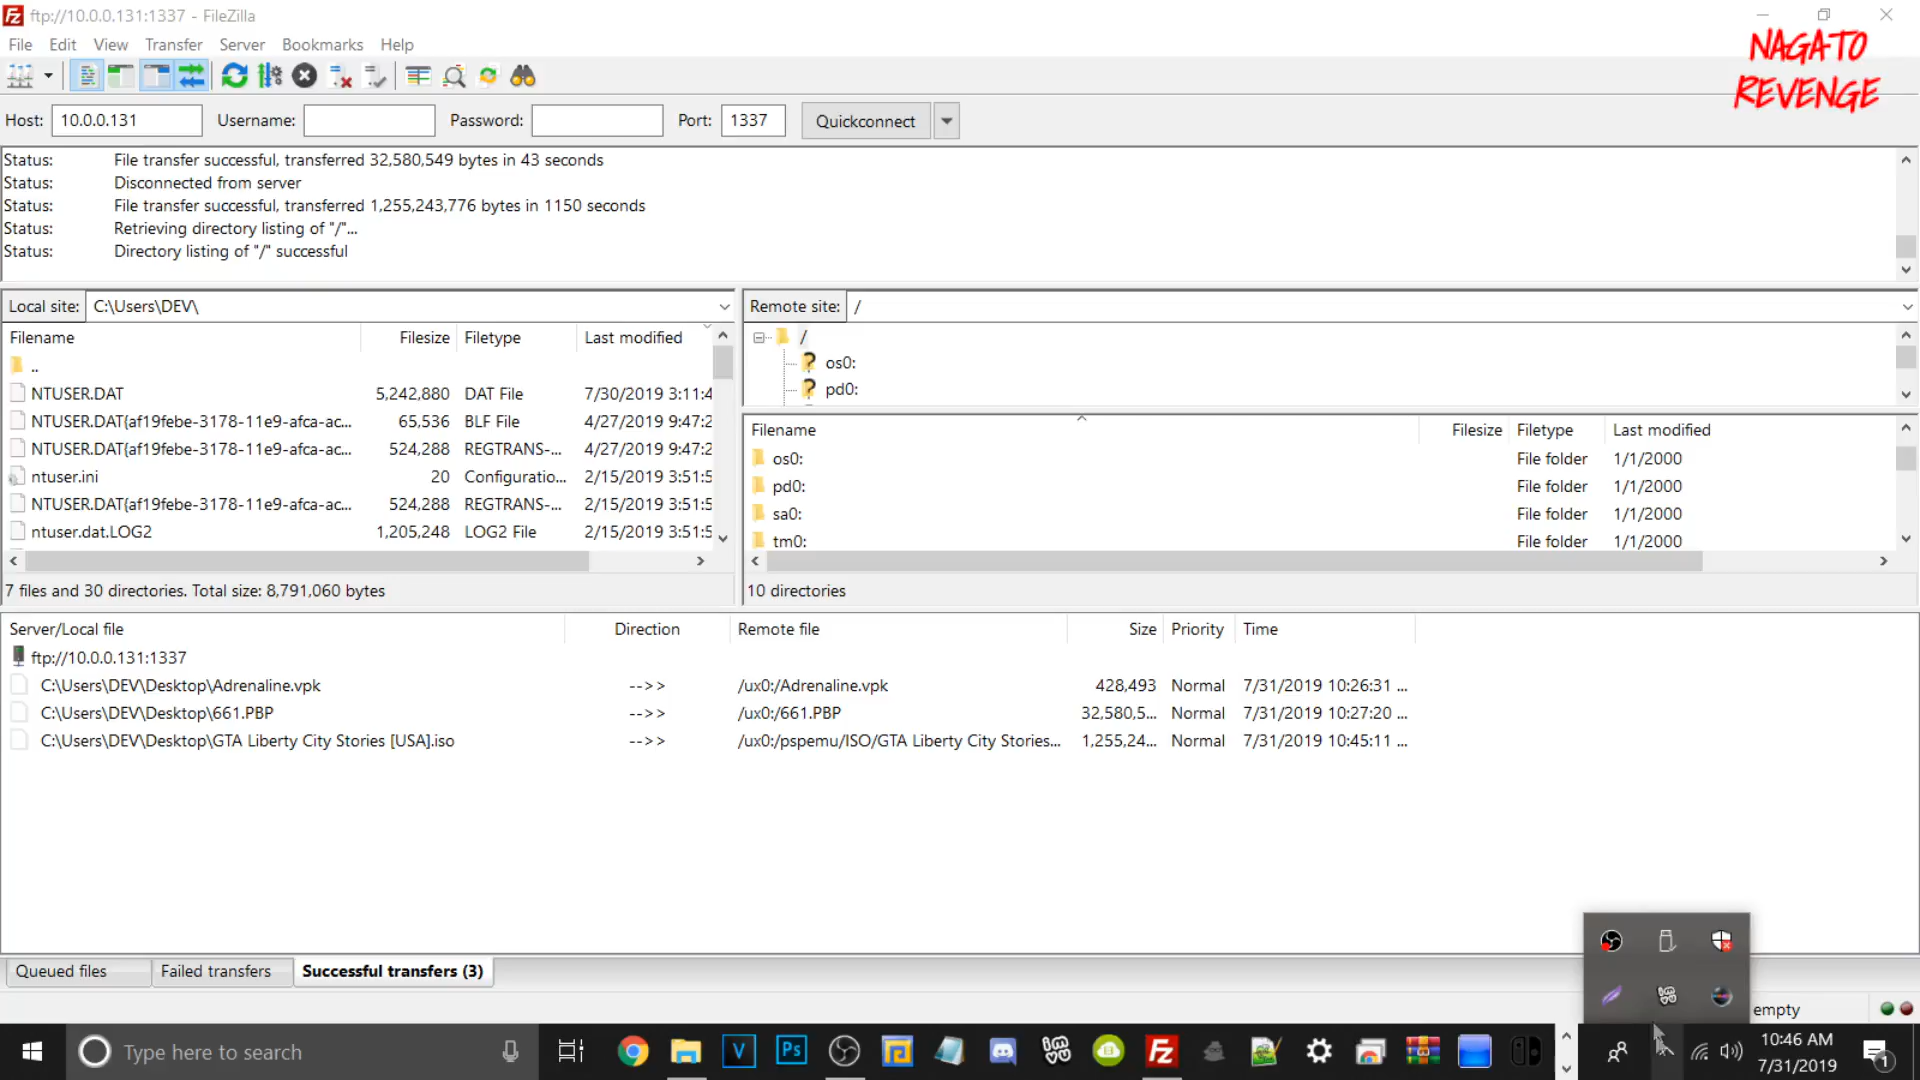 ftp://10.0.0.131:1337 - FileZilla
File Edit View Transfer Server Bookmarks Help
NAGATO
REVENGE
Host: 10.0.0.131 Username: Password: Port: 1337 Quickconnect
Status: File transfer successful, transferred 32,580,549 bytes in 43 seconds
Status: Disconnected from server
Status: File transfer successful, transferred 1,255,243,776 bytes in 1150 seconds
Status: Retrieving directory listing of "/"...
Status: Directory listing of "/" successful
Local site: C:\Users\DEV\
Filename Filesize Filetype Last modified
..
NTUSER.DAT 5,242,880 DAT File 7/30/2019 3:11:4
NTUSER.DAT{af19febe-3178-11e9-afca-ac... 65,536 BLF File 4/27/2019 9:47:2
NTUSER.DAT{af19febe-3178-11e9-afca-ac... 524,288 REGTRANS-... 4/27/2019 9:47:2
ntuser.ini 20 Configuratio... 2/15/2019 3:51:5
NTUSER.DAT{af19febe-3178-11e9-afca-ac... 524,288 REGTRANS-... 2/15/2019 3:51:5
ntuser.dat.LOG2 1,205,248 LOG2 File 2/15/2019 3:51:5
7 files and 30 directories. Total size: 8,791,060 bytes
Remote site: /
/
os0:
pd0:
Filename Filesize Filetype Last modified
os0: File folder 1/1/2000
pd0: File folder 1/1/2000
sa0: File folder 1/1/2000
tm0: File folder 1/1/2000
10 directories
Server/Local file Direction Remote file Size Priority Time
ftp://10.0.0.131:1337
C:\Users\DEV\Desktop\Adrenaline.vpk -->> /ux0:/Adrenaline.vpk 428,493 Normal 7/31/2019 10:26:31 ...
C:\Users\DEV\Desktop\661.PBP -->> /ux0:/661.PBP 32,580,5... Normal 7/31/2019 10:27:20 ...
C:\Users\DEV\Desktop\GTA Liberty City Stories [USA].iso -->> /ux0:/pspemu/ISO/GTA Liberty City Stories... 1,255,24... Normal 7/31/2019 10:45:11 ...
Queued files Failed transfers Successful transfers (3)
empty
Type here to search
V
Ps
Fz
10:46 AM
7/31/2019
1